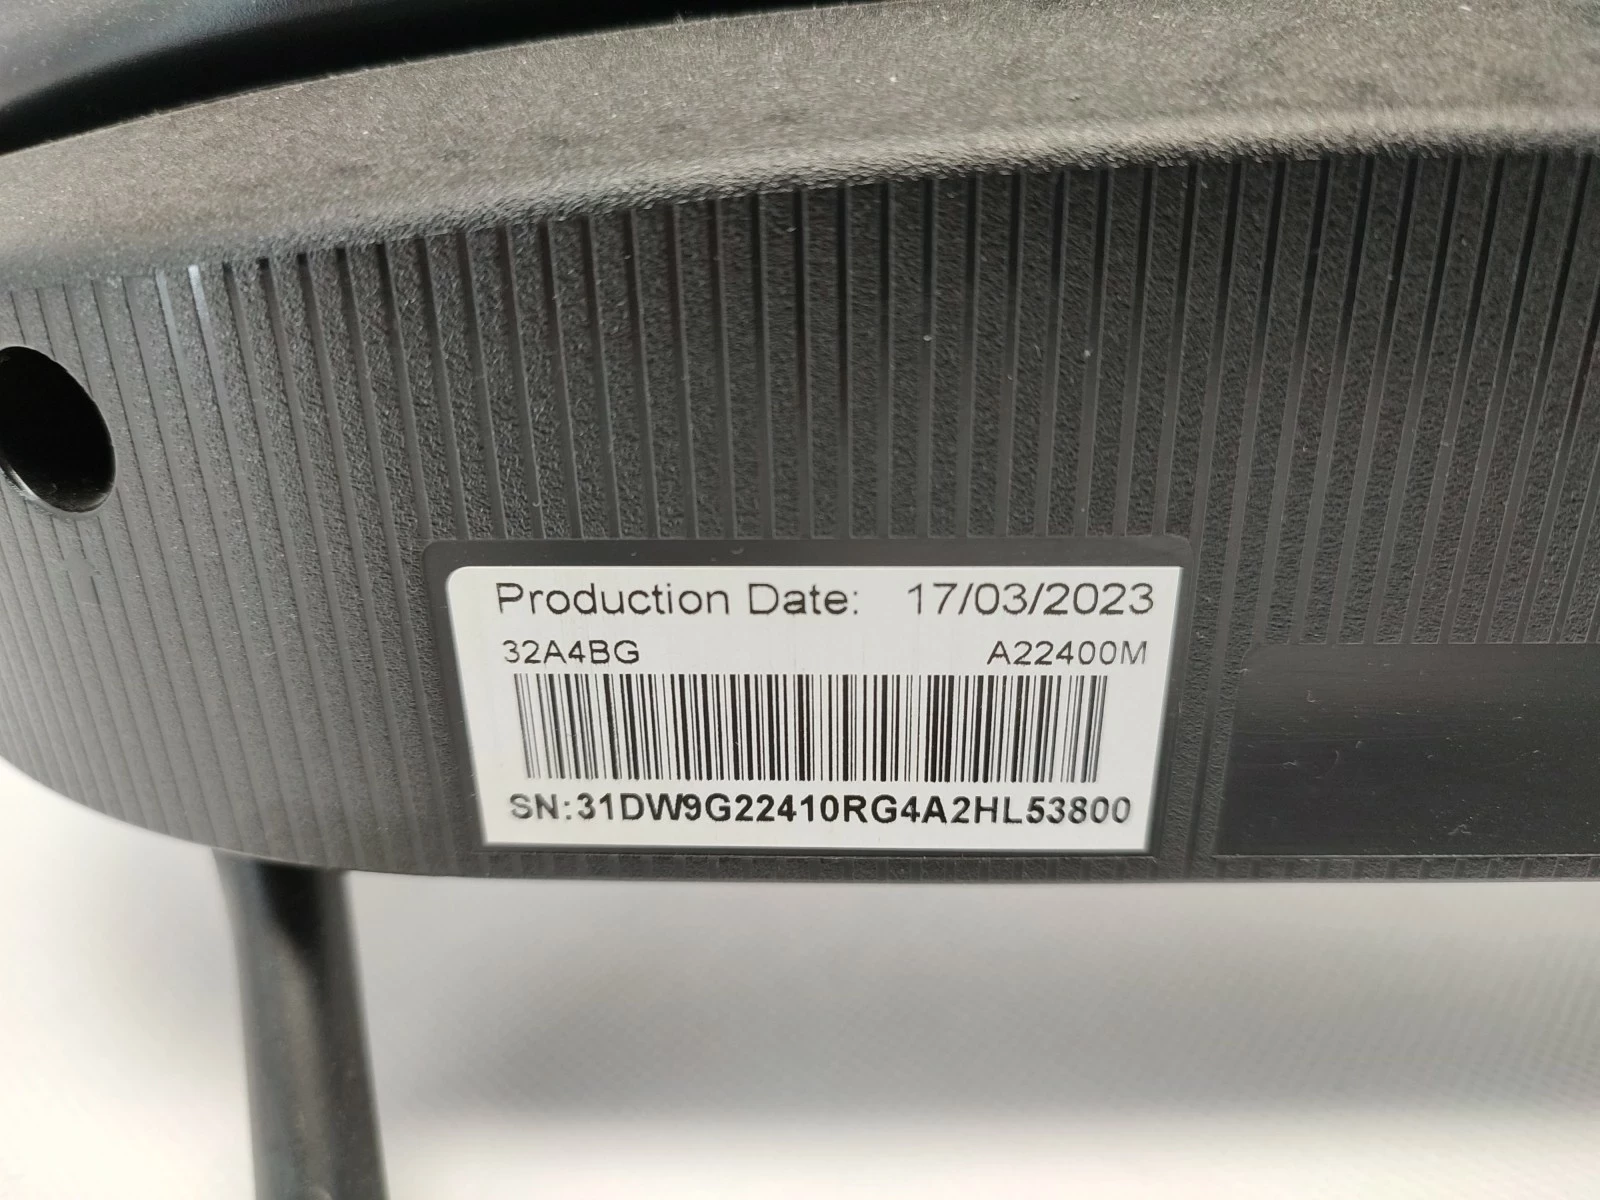 Production Date: 17/03/2023
32A4BG A22400M
SN:31DW9G22410RG4A2HL53800